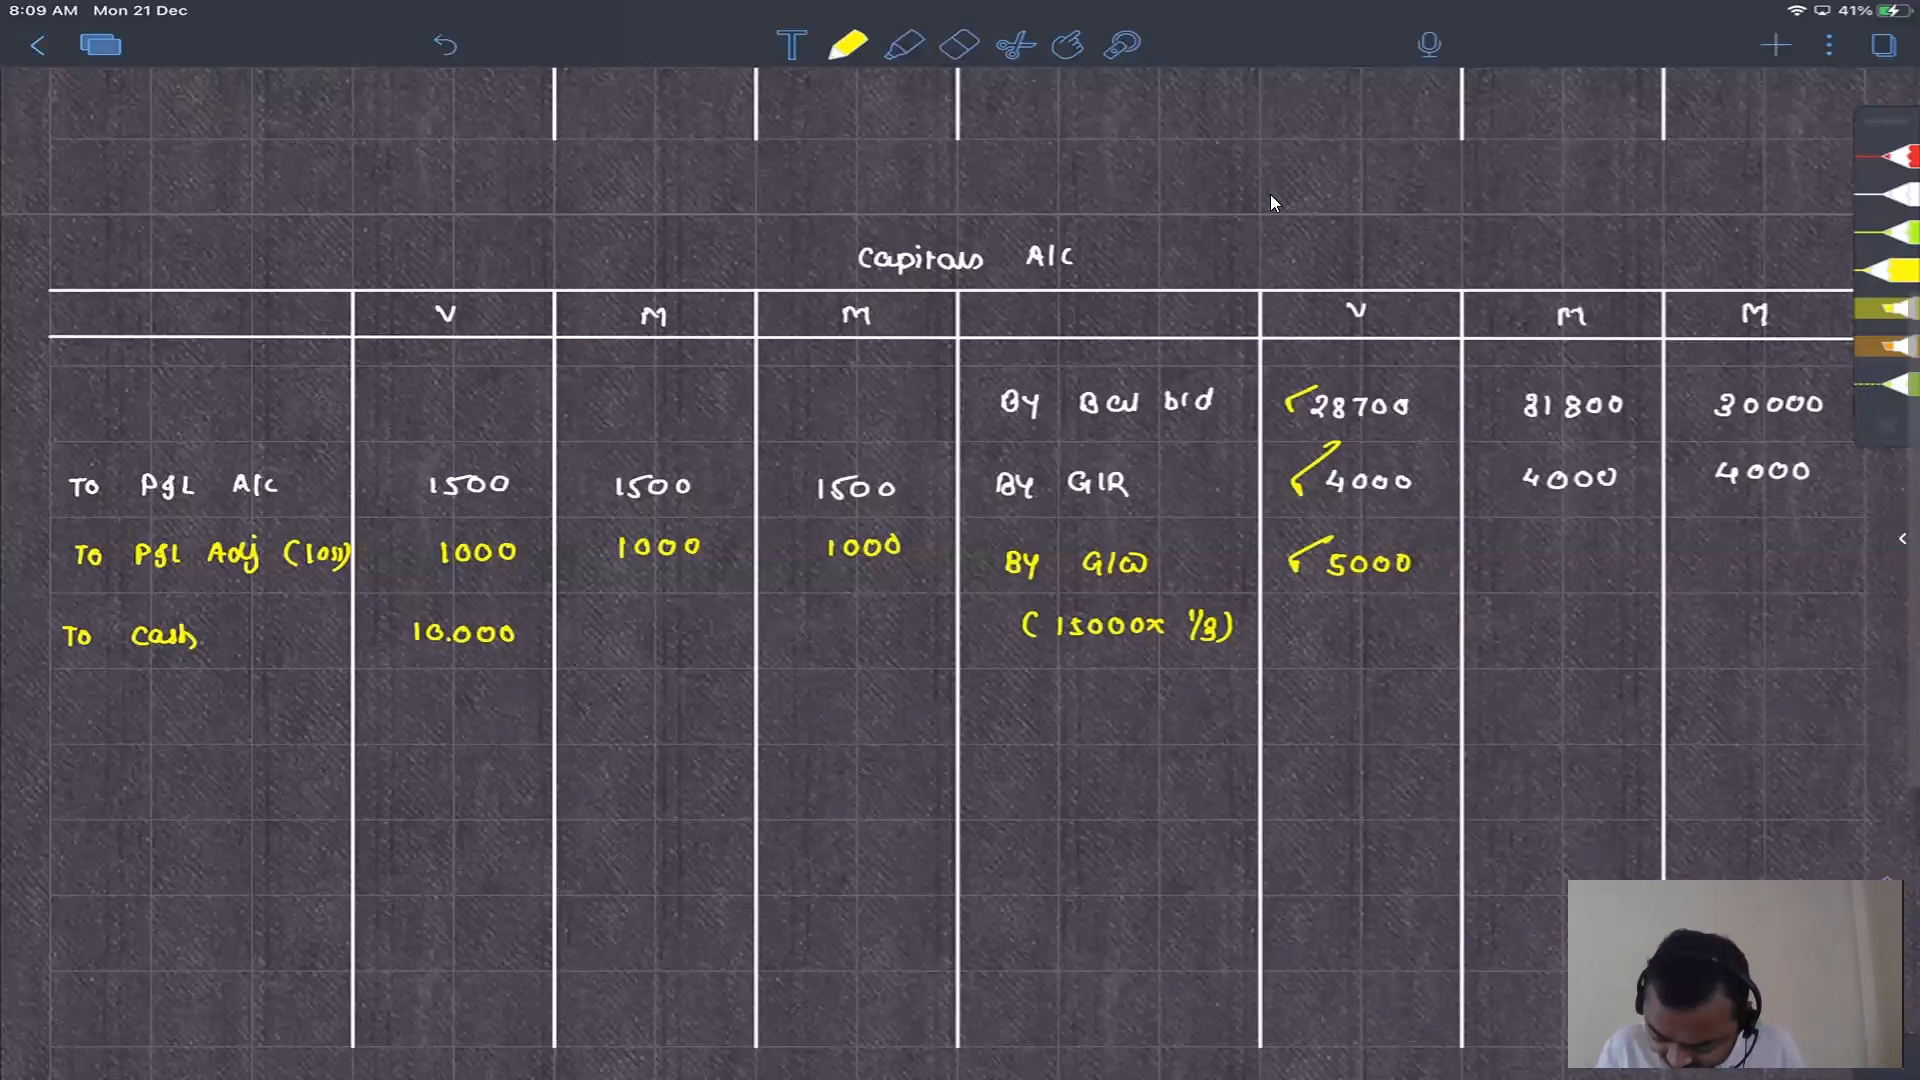 8:09 AM Mon 21 Dec
41%
T
Capitals A/C
V M M V M M
By Bal b/d 28700 31800 30000
To P&L A/c 1500 1500 1500 By G/R 4000 4000 4000
To P&L Adj (loss) 1000 1000 1000 By G/W 5000
To Cash 10.000 (15000x 1/3)